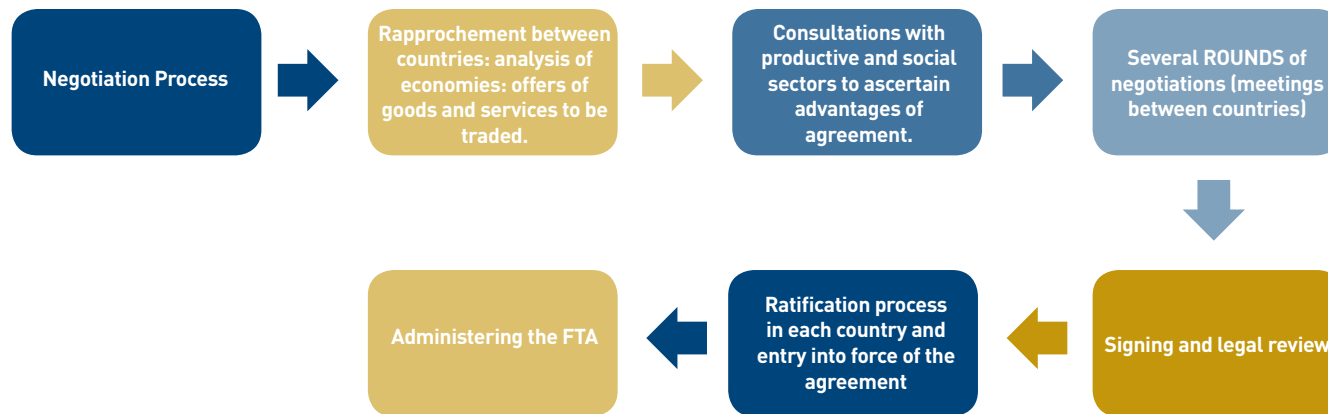 Negotiation Process
Rapprochement between
countries: analysis of
economies: offers of
goods and services to be
traded.
Consultations with
productive and social
sectors to ascertain
advantages of
agreement.
Several ROUNDS of
negotiations (meetings
between countries)
Signing and legal review
Ratification process
in each country and
entry into force of the
agreement
Administering the FTA